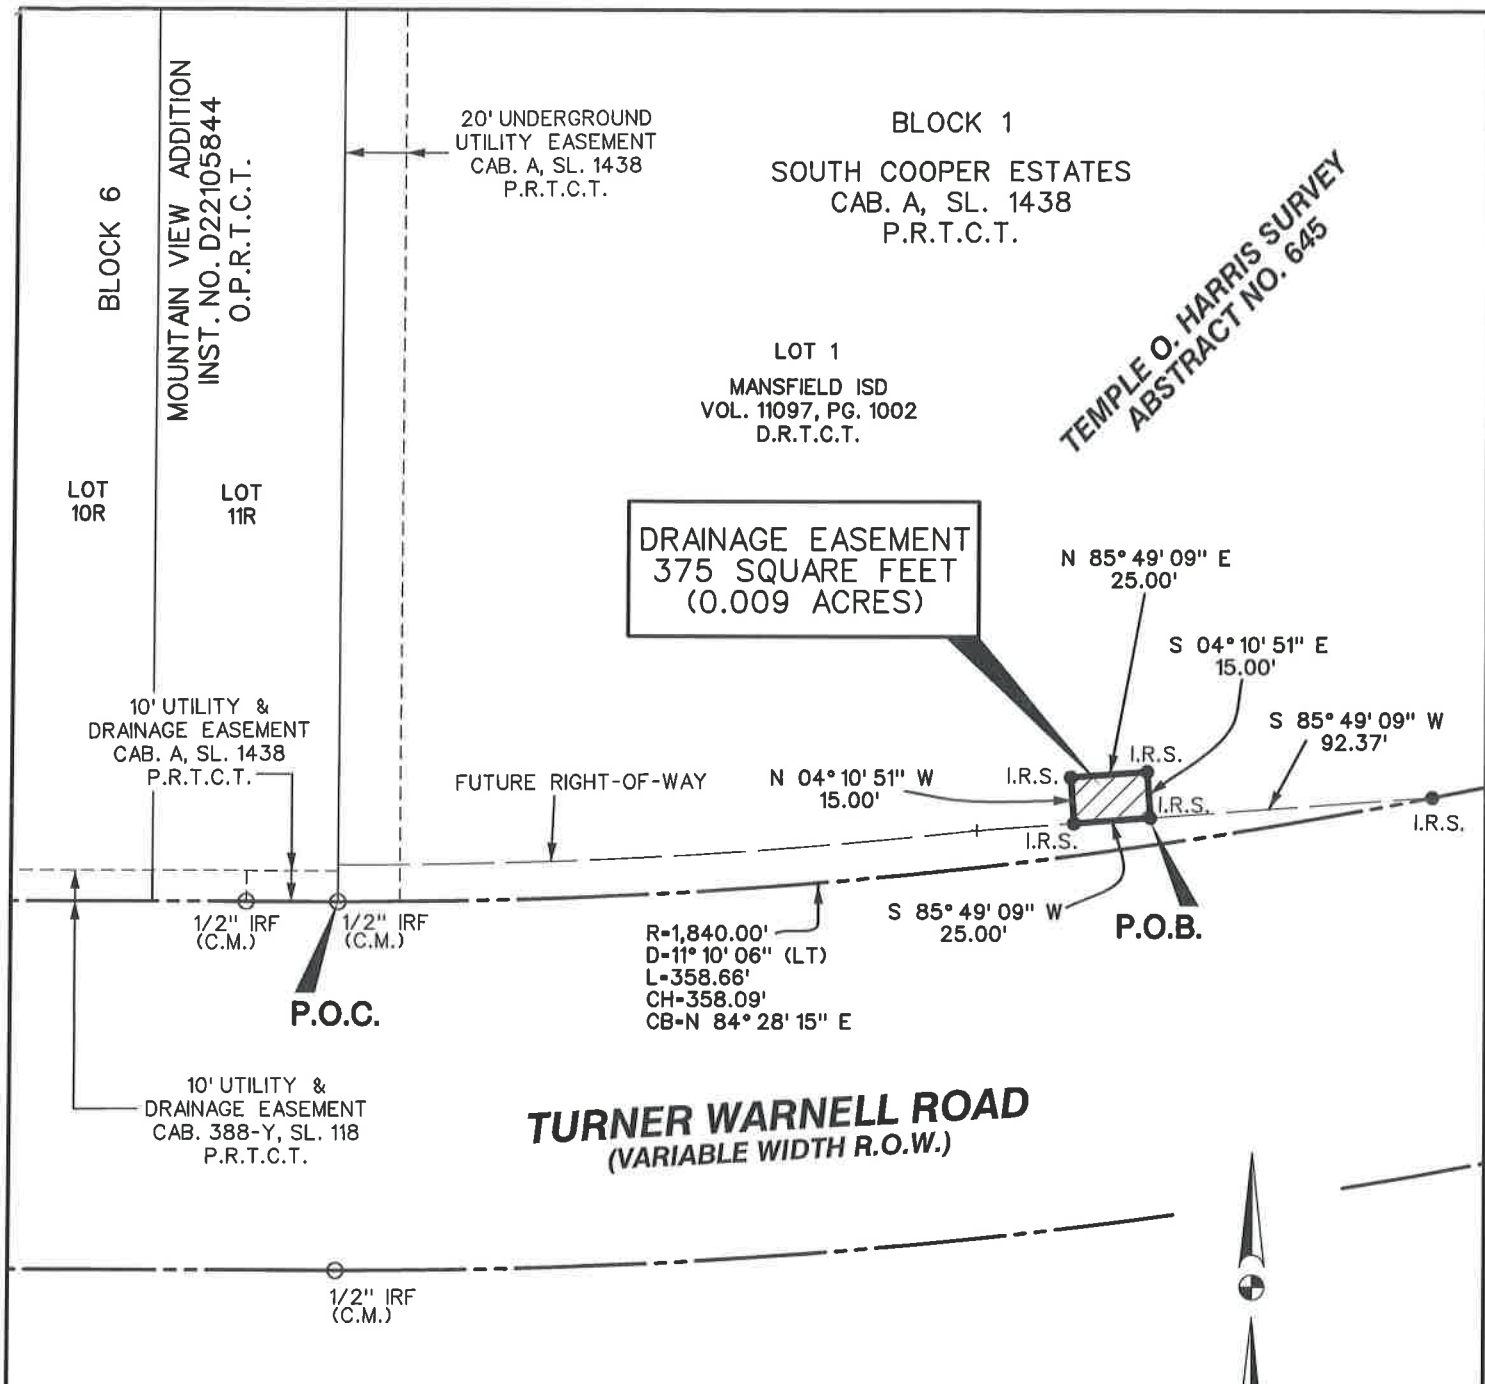 BLOCK 6
MOUNTAIN VIEW ADDITION
INST. NO. D222105844
O.P.R.T.C.T.
20' UNDERGROUND
UTILITY EASEMENT
CAB. A, SL. 1438
P.R.T.C.T.
BLOCK 1
SOUTH COOPER ESTATES
CAB. A, SL. 1438
P.R.T.C.T.
TEMPLE O. HARRIS SURVEY
ABSTRACT NO. 645
LOT 1
MANSFIELD ISD
VOL. 11097, PG. 1002
D.R.T.C.T.
LOT
10R
LOT
11R
DRAINAGE EASEMENT
375 SQUARE FEET
(0.009 ACRES)
N 85° 49' 09" E
25.00'
S 04° 10' 51" E
15.00'
S 85° 49' 09" W
92.37'
10' UTILITY &
DRAINAGE EASEMENT
CAB. A, SL. 1438
P.R.T.C.T.
FUTURE RIGHT-OF-WAY
N 04° 10' 51" W
15.00'
I.R.S.
I.R.S.
I.R.S.
I.R.S.
I.R.S.
1/2" IRF
(C.M.)
1/2" IRF
(C.M.)
P.O.C.
R=1,840.00'
D=11° 10' 06" (LT)
L=358.66'
CH=358.09'
CB=N 84° 28' 15" E
S 85° 49' 09" W
25.00'
P.O.B.
10' UTILITY &
DRAINAGE EASEMENT
CAB. 388-Y, SL. 118
P.R.T.C.T.
TURNER WARNELL ROAD
(VARIABLE WIDTH R.O.W.)
1/2" IRF
(C.M.)